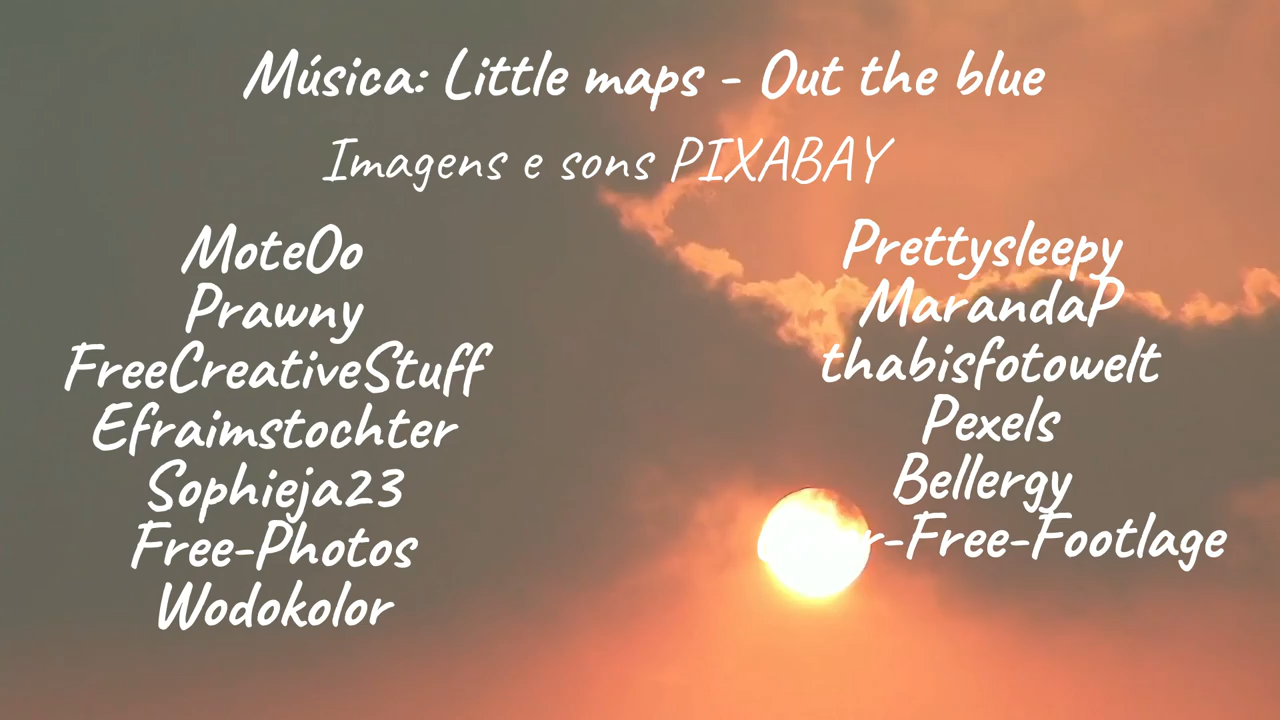 Música: Little maps - Out the blue
Imagens e sons PIXABAY
MoteOo
Prawny
FreeCreativeStuff
Efraimstochter
Sophieja23
Free-Photos
Wodokolor
Prettysleepy
MarandaP
thabisfotowelt
Pexels
Bellergy
r-Free-Footlage